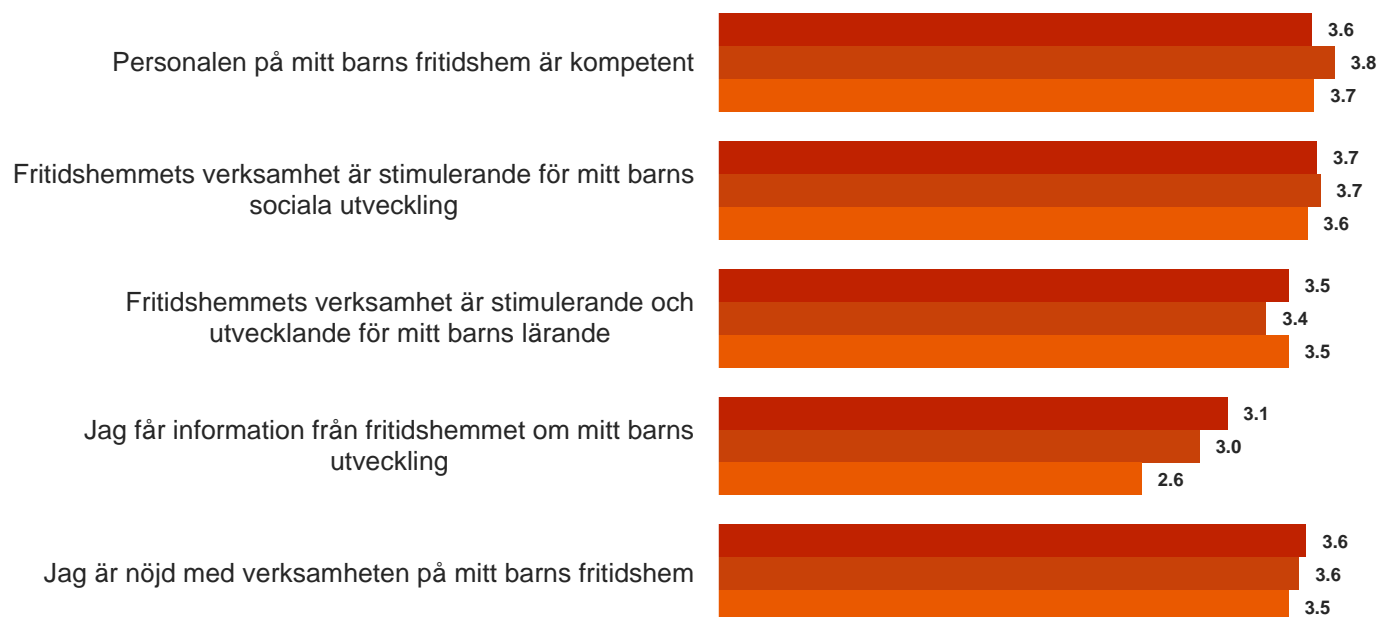 3.6
Personalen på mitt barns fritidshem är kompetent
3.8
3.7
3.7
Fritidshemmets verksamhet är stimulerande för mitt barns
sociala utveckling
3.7
3.6
3.5
Fritidshemmets verksamhet är stimulerande och
utvecklande för mitt barns lärande
3.4
3.5
3.1
Jag får information från fritidshemmet om mitt barns
utveckling
3.0
2.6
3.6
Jag är nöjd med verksamheten på mitt barns fritidshem
3.6
3.5